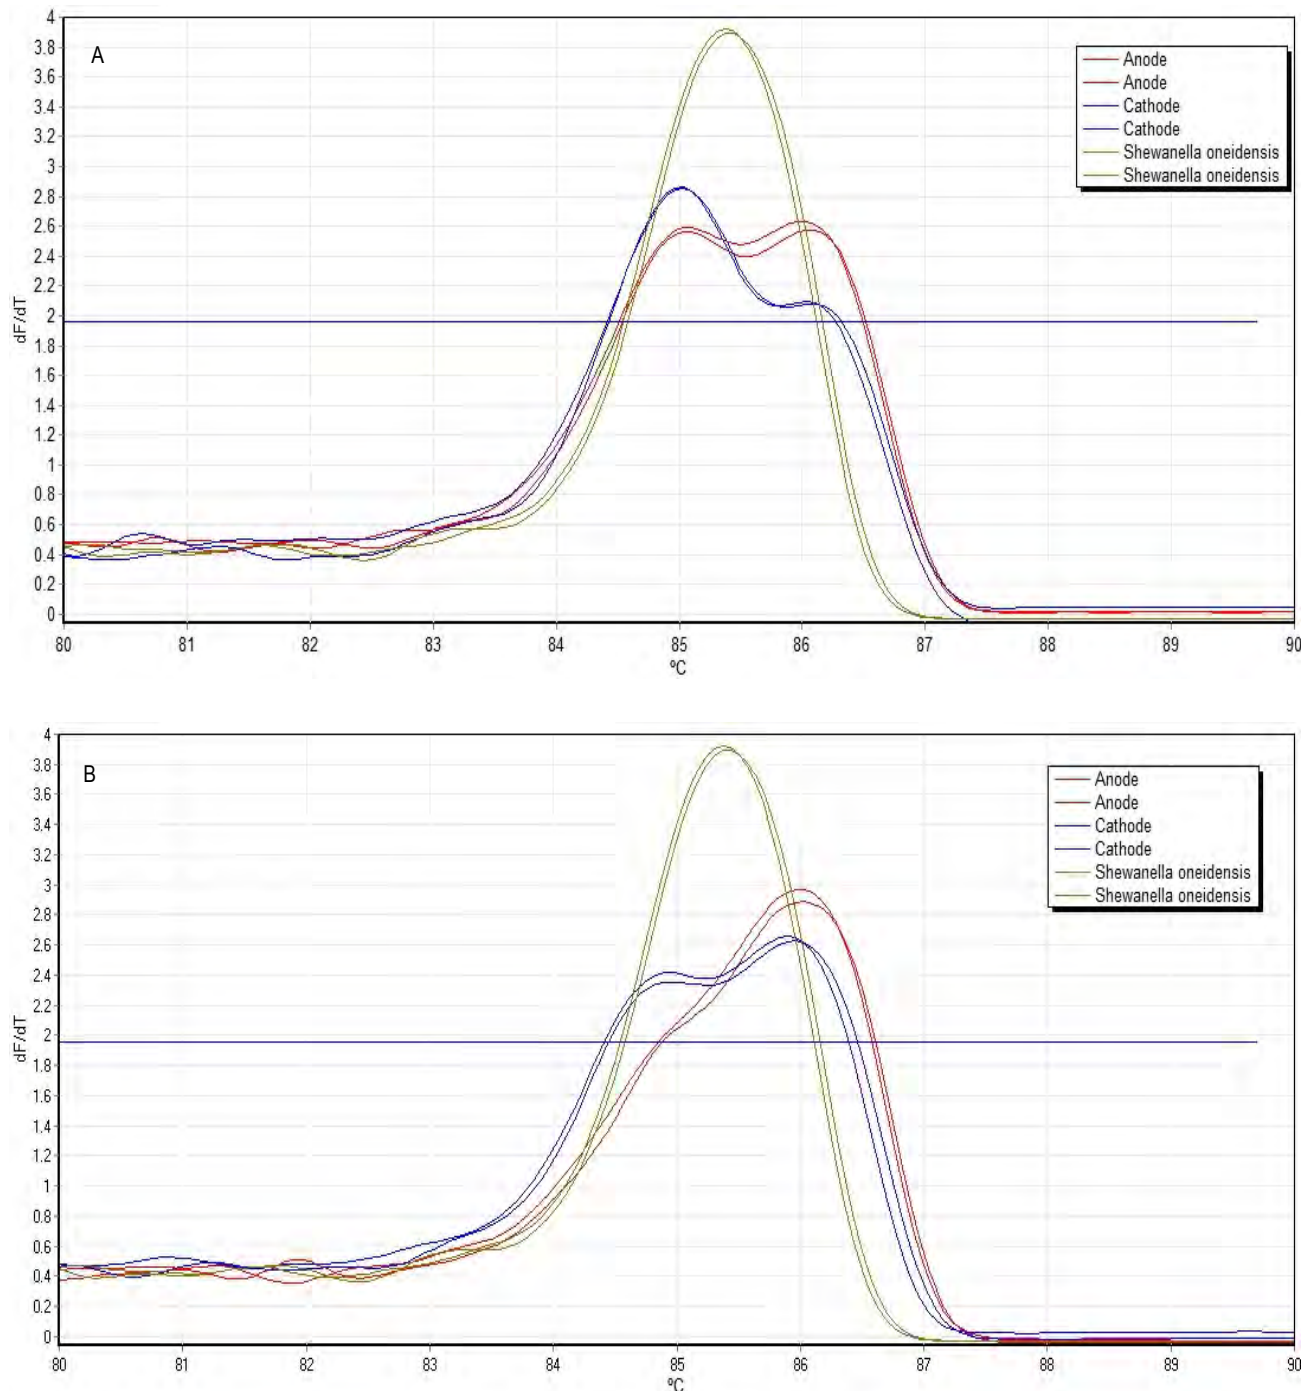 A
4
3.8
3.6
3.4
3.2
3
2.8
2.6
2.4
2.2
2
1.8
1.6
1.4
1.2
1
0.8
0.6
0.4
0.2
0
dF/dT
Anode
Anode
Cathode
Cathode
Shewanella oneidensis
Shewanella oneidensis
80 81 82 83 84 85 86 87 88 89 90
ºC
B
4
3.8
3.6
3.4
3.2
3
2.8
2.6
2.4
2.2
2
1.8
1.6
1.4
1.2
1
0.8
0.6
0.4
0.2
0
dF/dT
Anode
Anode
Cathode
Cathode
Shewanella oneidensis
Shewanella oneidensis
80 81 82 83 84 85 86 87 88 89 90
ºC